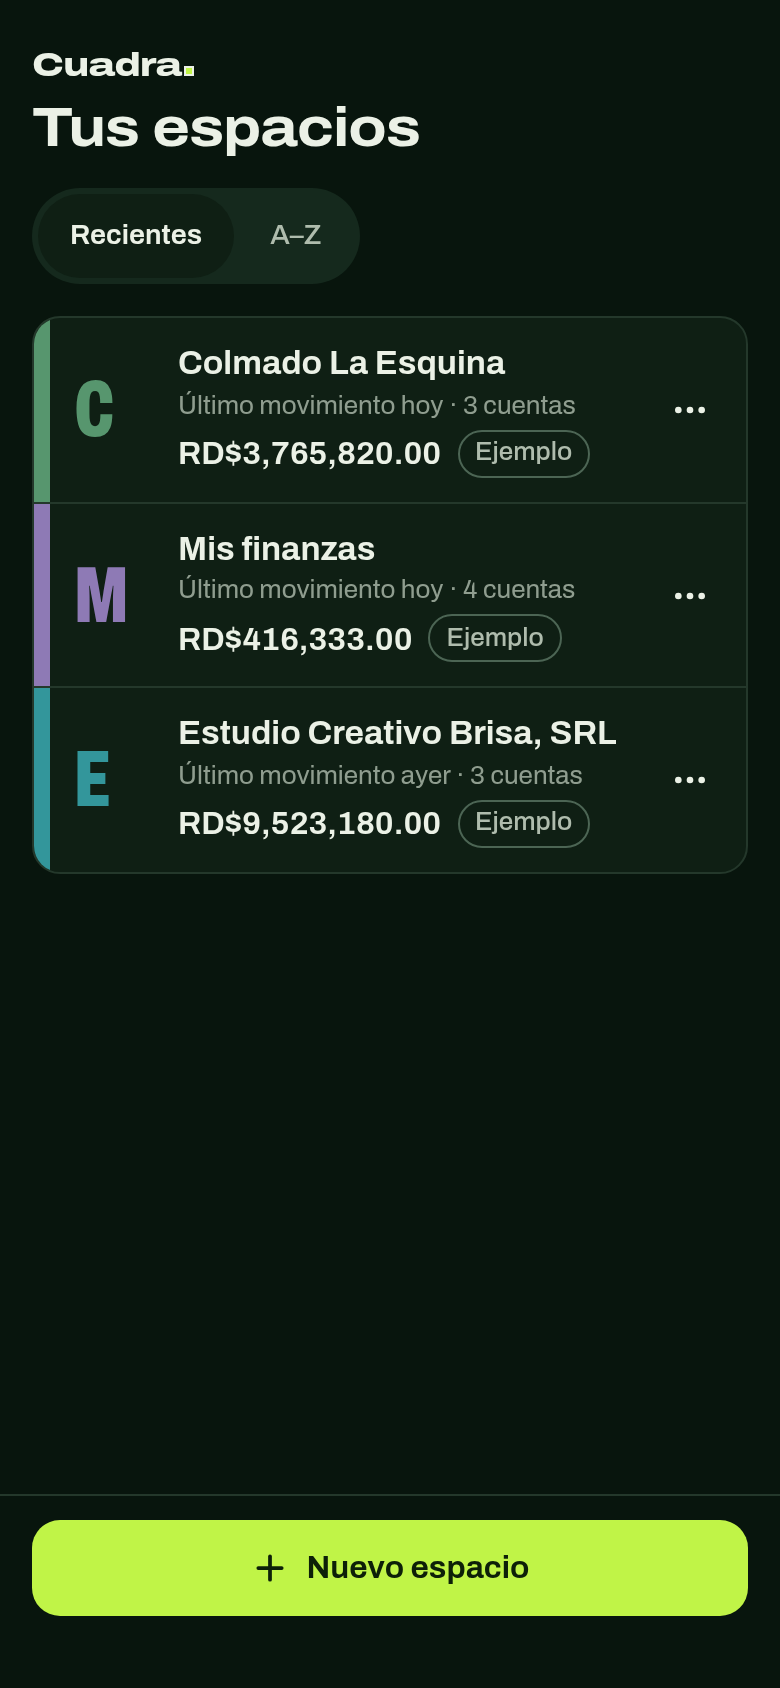 Cuadra.
Tus espacios
Recientes
A–Z
C
Colmado La Esquina
Último movimiento hoy · 3 cuentas
RD$3,765,820.00 Ejemplo
M
Mis finanzas
Último movimiento hoy · 4 cuentas
RD$416,333.00 Ejemplo
E
Estudio Creativo Brisa, SRL
Último movimiento ayer · 3 cuentas
RD$9,523,180.00 Ejemplo
+ Nuevo espacio